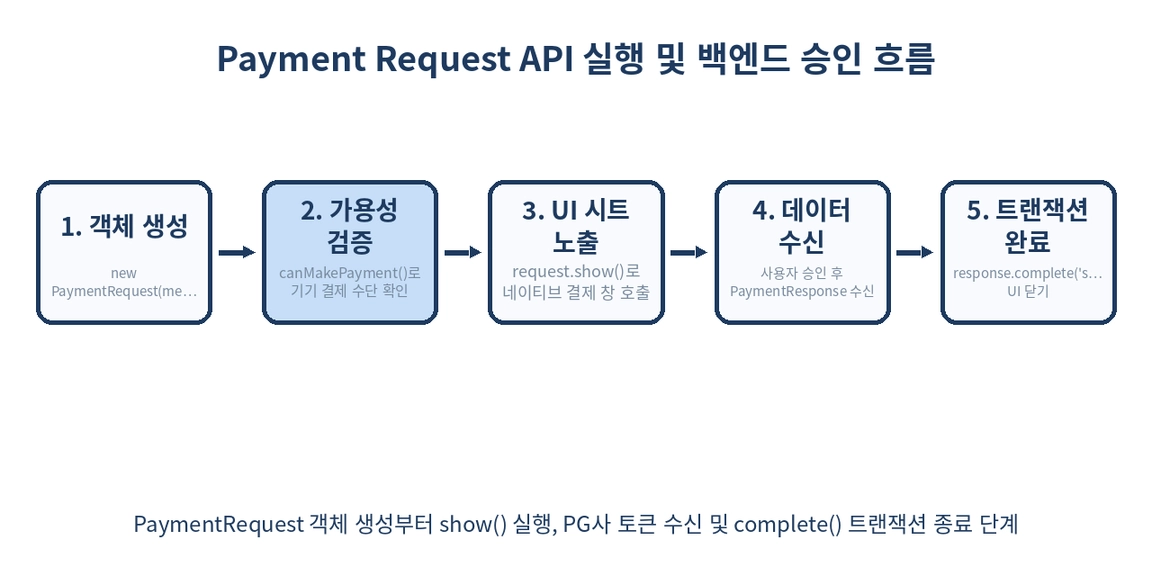 Payment Request API 실행 및 백엔드 승인 흐름
1. 객체 생성
new
PaymentRequest(me…
2. 가용성
검증
canMakePayment()로
기기 결제 수단 확인
3. UI 시트
노출
request.show()로
네이티브 결제 창 호출
4. 데이터
수신
사용자 승인 후
PaymentResponse 수신
5. 트랜잭션
완료
response.complete('s…
UI 닫기
PaymentRequest 객체 생성부터 show() 실행, PG사 토큰 수신 및 complete() 트랜잭션 종료 단계